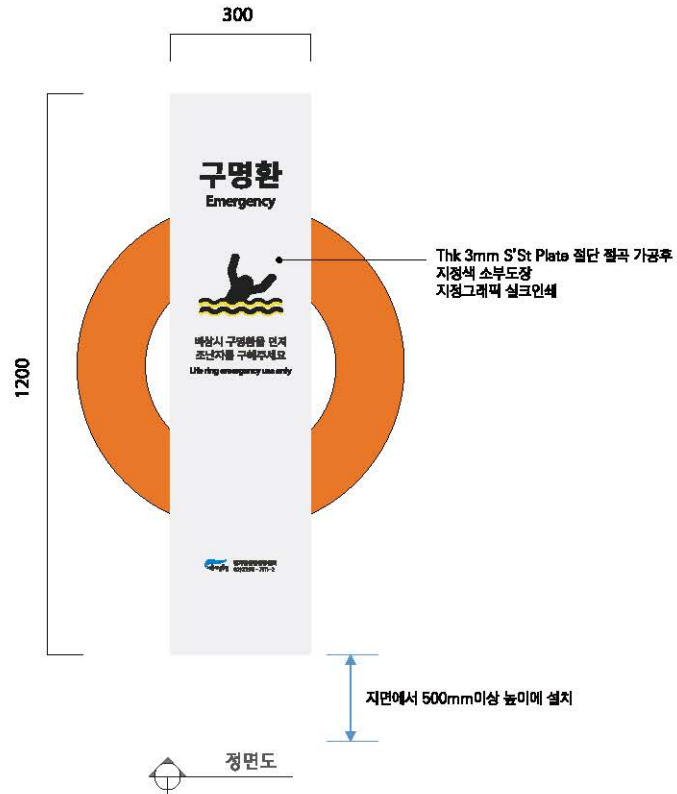 300
1200
구명환
Emergency
Thk 3mm S'St Plate 절단 절곡 가공후
지정색 소부도장
지정그래픽 실크인쇄
비상시 구명환을 던져
조난자를 구해주세요
Life ring emergency use only
지면에서 500mm이상 높이에 설치
정면도